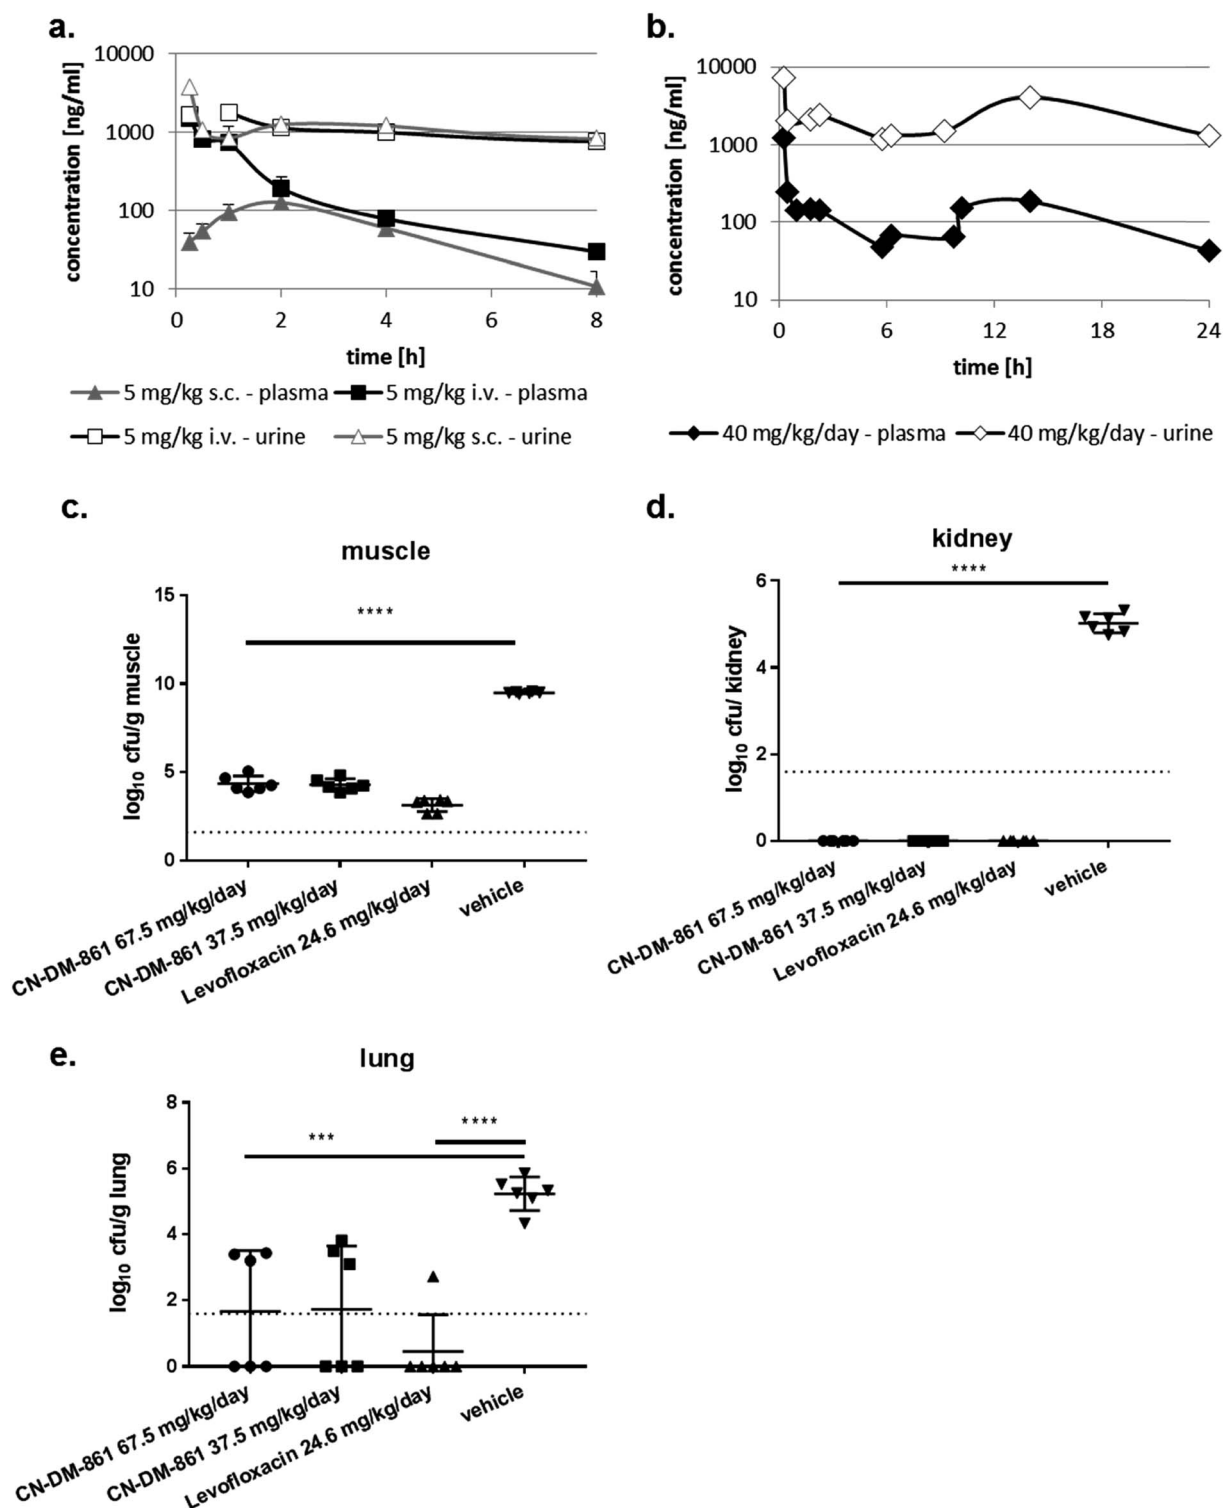 a.
concentration [ng/ml]
10000
1000
100
10
0 2 4 6 8
time [h]
5 mg/kg s.c. - plasma 5 mg/kg i.v. - plasma
5 mg/kg i.v. - urine 5 mg/kg s.c. - urine
b.
concentration [ng/ml]
10000
1000
100
10
0 6 12 18 24
time [h]
40 mg/kg/day - plasma 40 mg/kg/day - urine
c.
muscle
log10 cfu/g muscle
15
10
5
0
****
CN-DM-861 67.5 mg/kg/day
CN-DM-861 37.5 mg/kg/day
Levofloxacin 24.6 mg/kg/day
vehicle
d.
kidney
log10 cfu/ kidney
6
4
2
0
****
CN-DM-861 67.5 mg/kg/day
CN-DM-861 37.5 mg/kg/day
Levofloxacin 24.6 mg/kg/day
vehicle
e.
lung
log10 cfu/g lung
8
6
4
2
0
***
****
CN-DM-861 67.5 mg/kg/day
CN-DM-861 37.5 mg/kg/day
Levofloxacin 24.6 mg/kg/day
vehicle